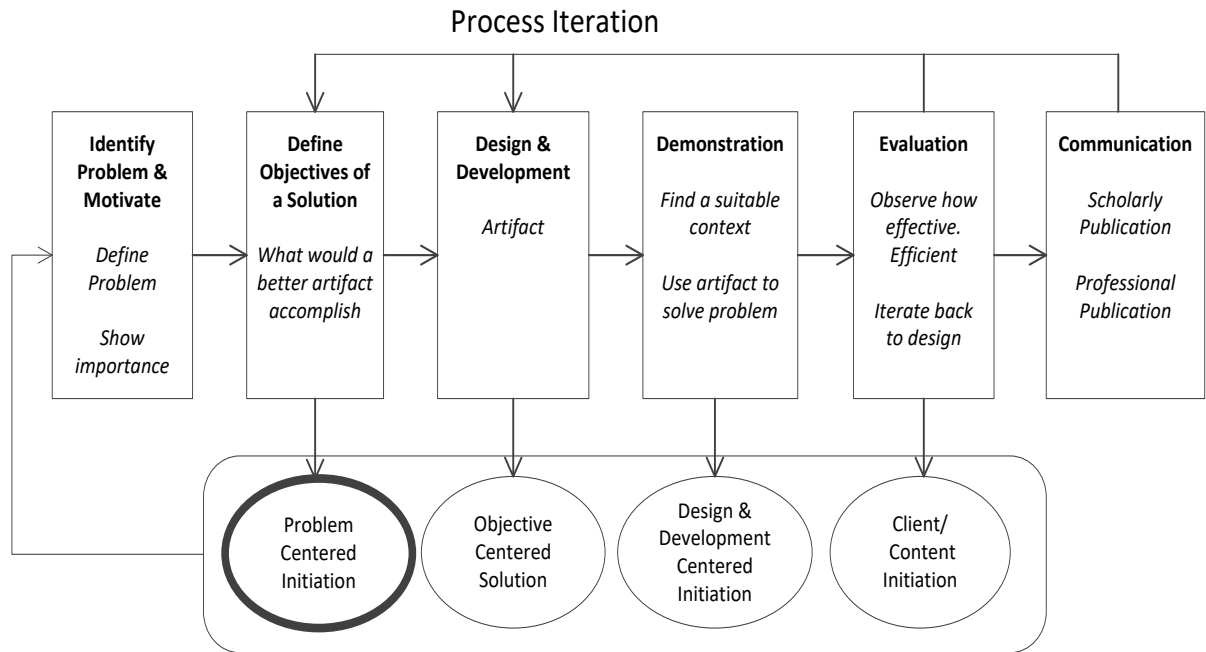 Process Iteration
Identify
Problem &
Motivate
Define
Problem
Show
importance
Define
Objectives of
a Solution
What would a
better artifact
accomplish
Design &
Development
Artifact
Demonstration
Find a suitable
context
Use artifact to
solve problem
Evaluation
Observe how
effective.
Efficient
Iterate back
to design
Communication
Scholarly
Publication
Professional
Publication
Problem
Centered
Initiation
Objective
Centered
Solution
Design &
Development
Centered
Initiation
Client/
Content
Initiation